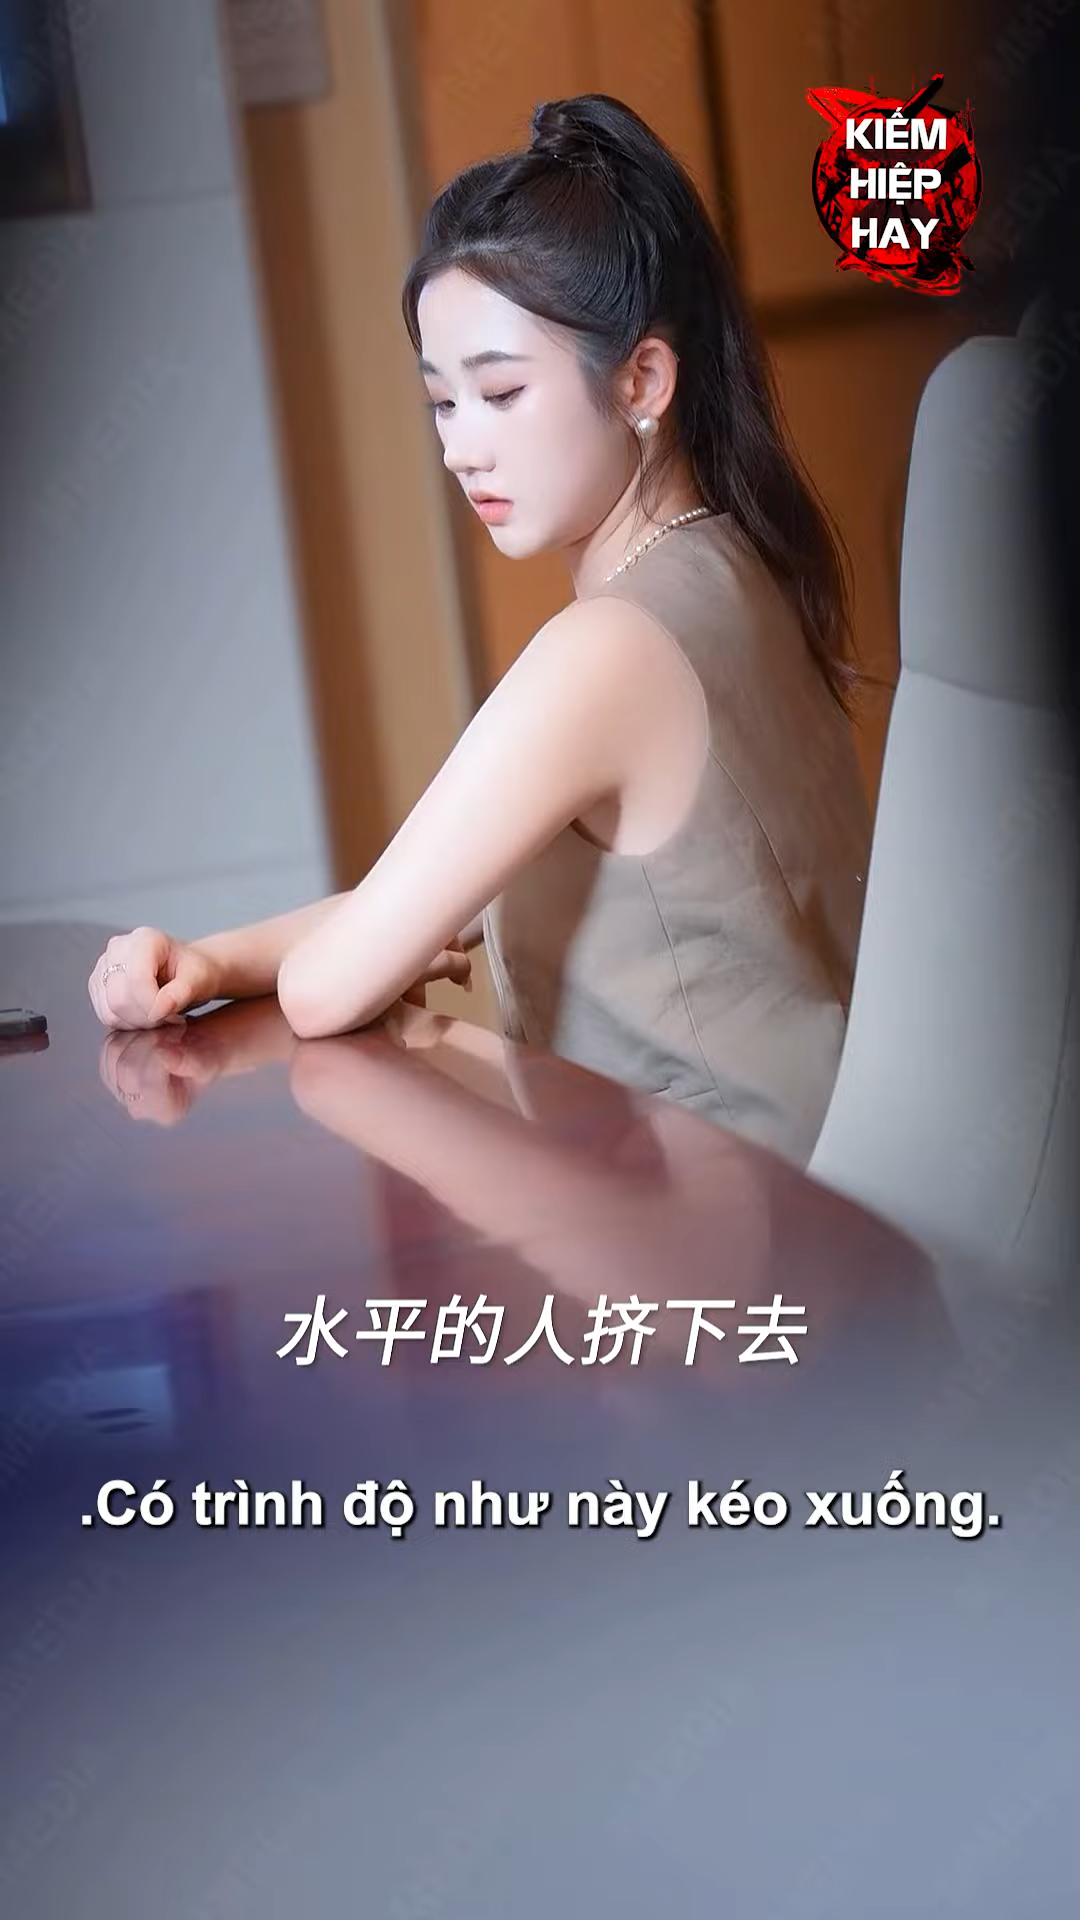 KIẾM
HIỆP
HAY
水平的人挤下去
.Có trình độ như này kéo xuống.